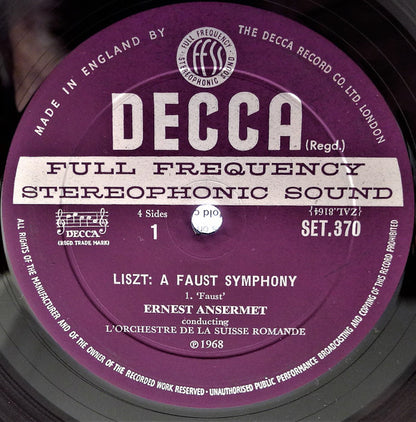 MADE IN ENGLAND BY
THE DECCA RECORD CO. LTD. LONDON
FULL FREQUENCY
STEREOPHONIC SOUND
DECCA
(Regd.)
FULL FREQUENCY
STEREOPHONIC SOUND
DECCA
(REGD. TRADE MARK)
4 Sides
1
(ZAL.8164)
SET.370
LISZT: A FAUST SYMPHONY
1. 'Faust'
ERNEST ANSERMET
conducting
L'ORCHESTRE DE LA SUISSE ROMANDE
℗1968
ALL RIGHTS OF THE MANUFACTURER AND OF THE OWNER OF THE RECORDED WORK RESERVED · UNAUTHORISED PUBLIC PERFORMANCE BROADCASTING AND COPYING OF THIS RECORD PROHIBITED